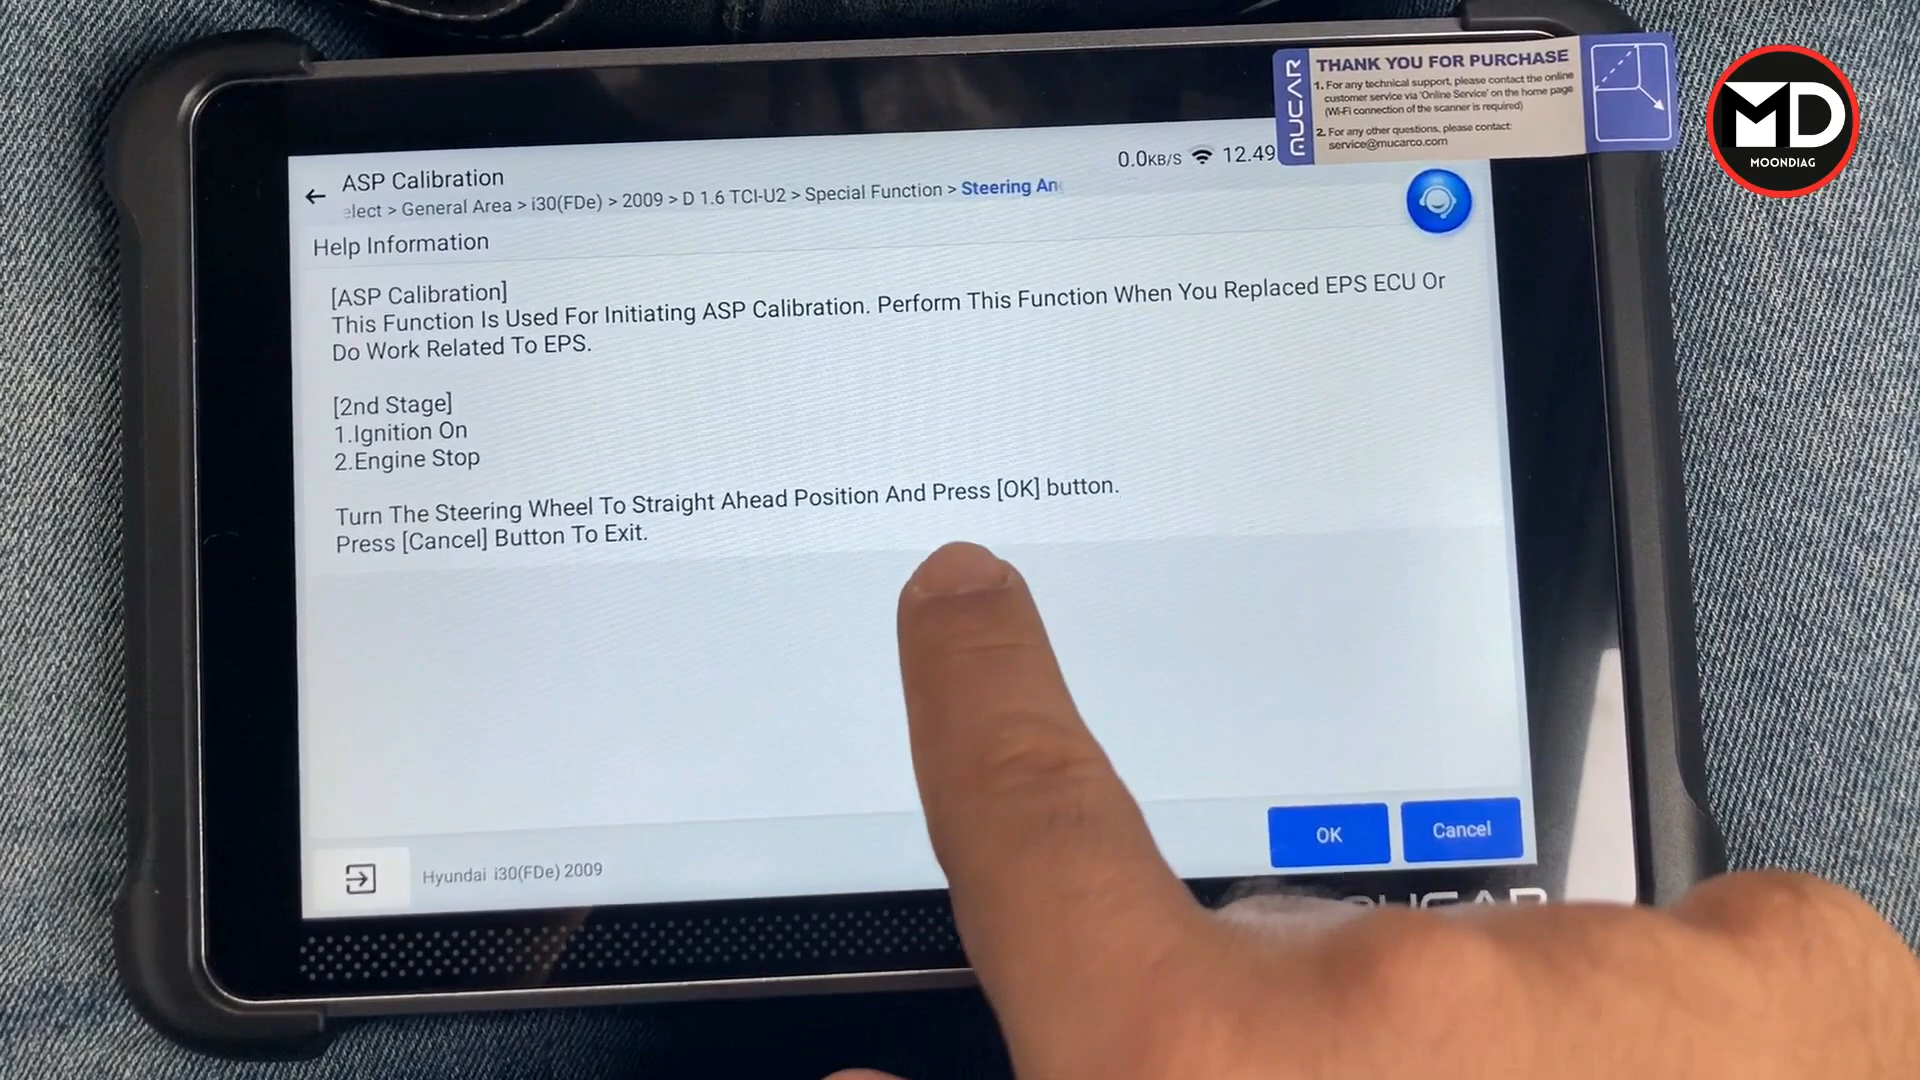 THANK YOU FOR PURCHASE
1. For any technical support, please contact the online
customer service via 'Online Service' on the home page
(Wi-Fi connection of the scanner is required)
2. For any other questions, please contact:
service@mucarco.com
MUCAR
MD
MOONDIAG
0.0KB/S 12.49
ASP Calibration
elect > General Area > i30(FDe) > 2009 > D 1.6 TCI-U2 > Special Function > Steering An
Help Information
[ASP Calibration]
This Function Is Used For Initiating ASP Calibration. Perform This Function When You Replaced EPS ECU Or
Do Work Related To EPS.
[2nd Stage]
1.Ignition On
2.Engine Stop
Turn The Steering Wheel To Straight Ahead Position And Press [OK] button.
Press [Cancel] Button To Exit.
OK
Cancel
Hyundai i30(FDe) 2009